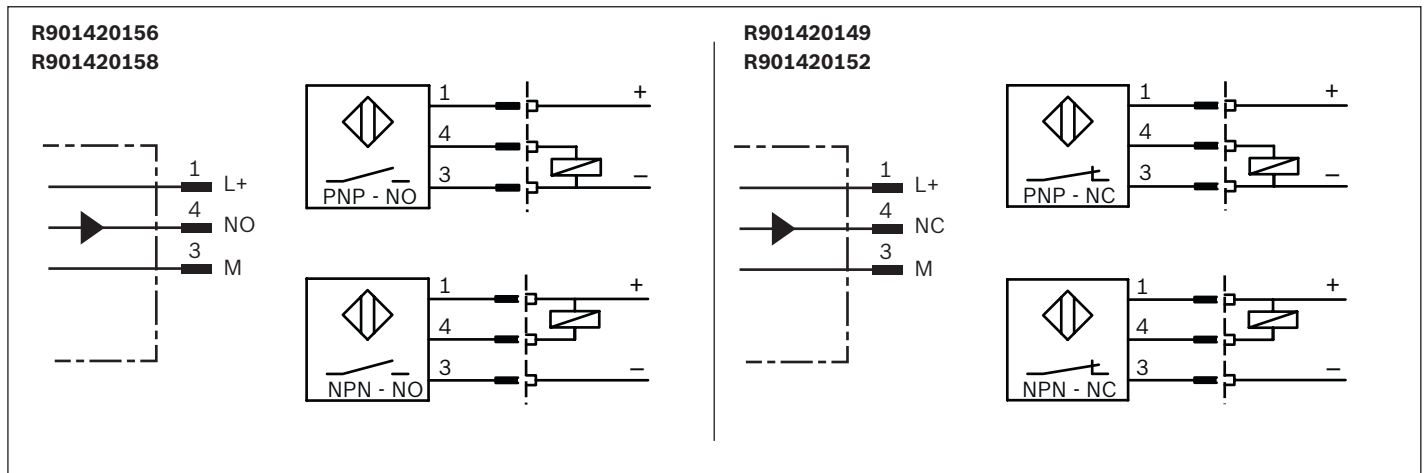 R901420156
R901420158
1 L+
4 NO
3 M
1 +
4
3 –
PNP - NO
1 +
4
3 –
NPN - NO
R901420149
R901420152
1 L+
4 NC
3 M
1 +
4
3 –
PNP - NC
1 +
4
3 –
NPN - NC